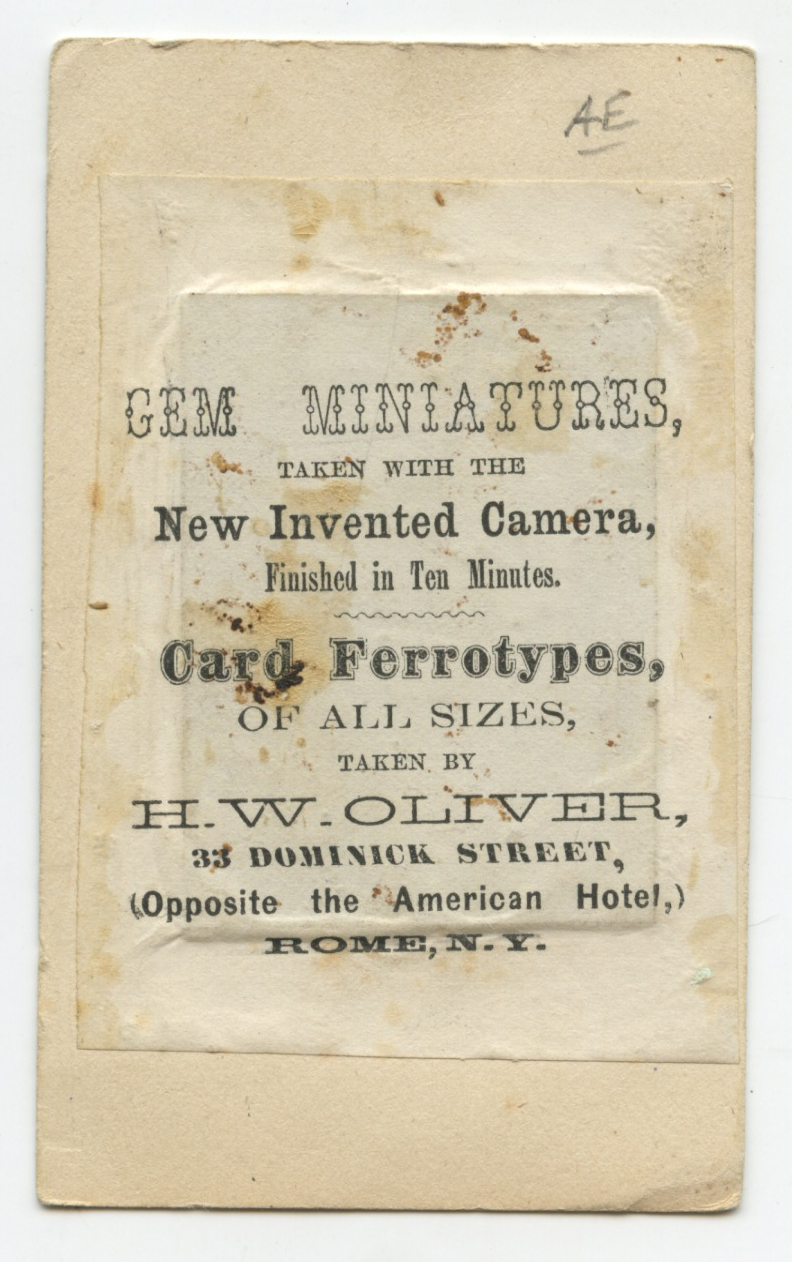 AE
GEM MINIATURES,
TAKEN WITH THE
New Invented Camera,
Finished in Ten Minutes.
Card Ferrotypes,
OF ALL SIZES,
TAKEN BY
H. W. OLIVER,
33 DOMINICK STREET,
(Opposite the American Hotel,)
ROME, N. Y.